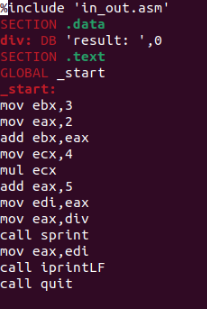 %include 'in_out.asm'
SECTION .data
div: DB 'result: ',0
SECTION .text
GLOBAL _start
_start:
mov ebx,3
mov eax,2
add ebx,eax
mov ecx,4
mul ecx
add eax,5
mov edi,eax
mov eax,div
call sprint
mov eax,edi
call iprintLF
call quit